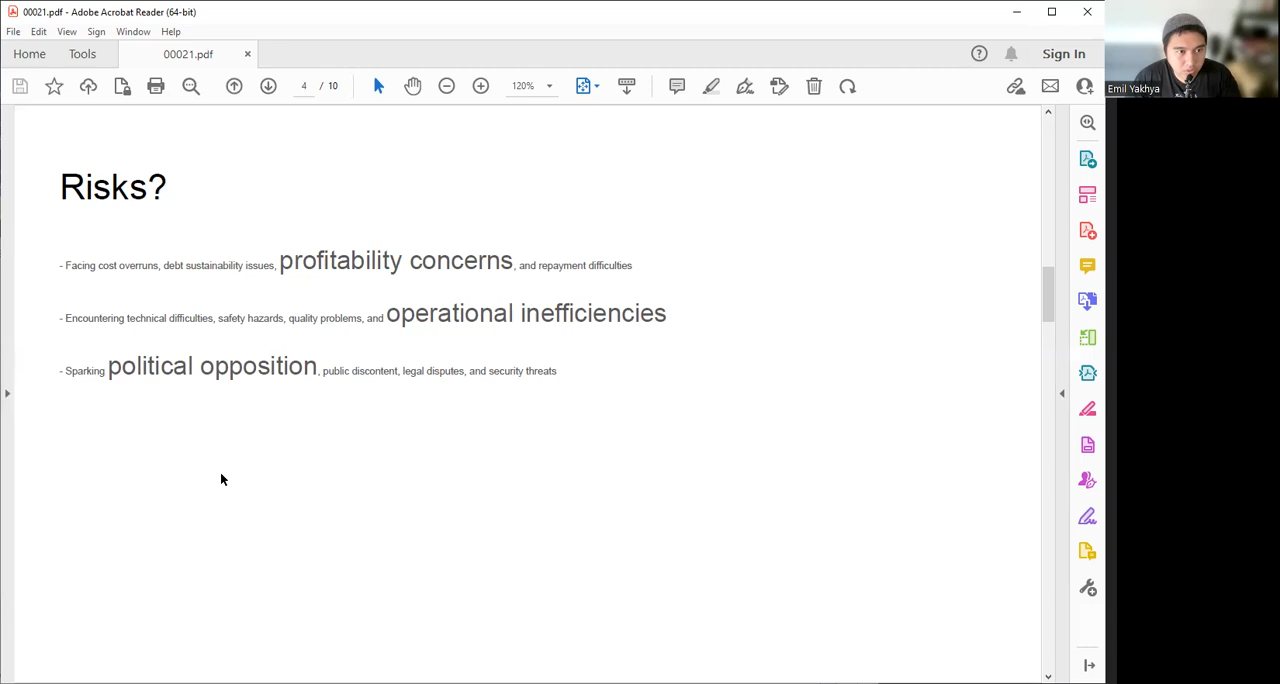 00021.pdf - Adobe Acrobat Reader (64-bit)
File Edit View Sign Window Help
Home Tools 00021.pdf × Sign In
4 / 10 120%
Emil Yakhya
Risks?
- Facing cost overruns, debt sustainability issues, profitability concerns, and repayment difficulties
- Encountering technical difficulties, safety hazards, quality problems, and operational inefficiencies
- Sparking political opposition, public discontent, legal disputes, and security threats